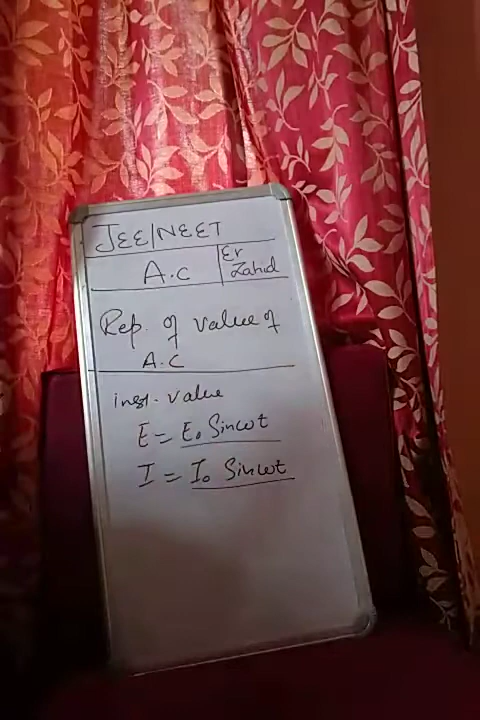 JEE/NEET
A.C
Er
Zahid
Rep. of value of
A.C
inst. value
E = E₀ Sinωt
I = I₀ Sinωt